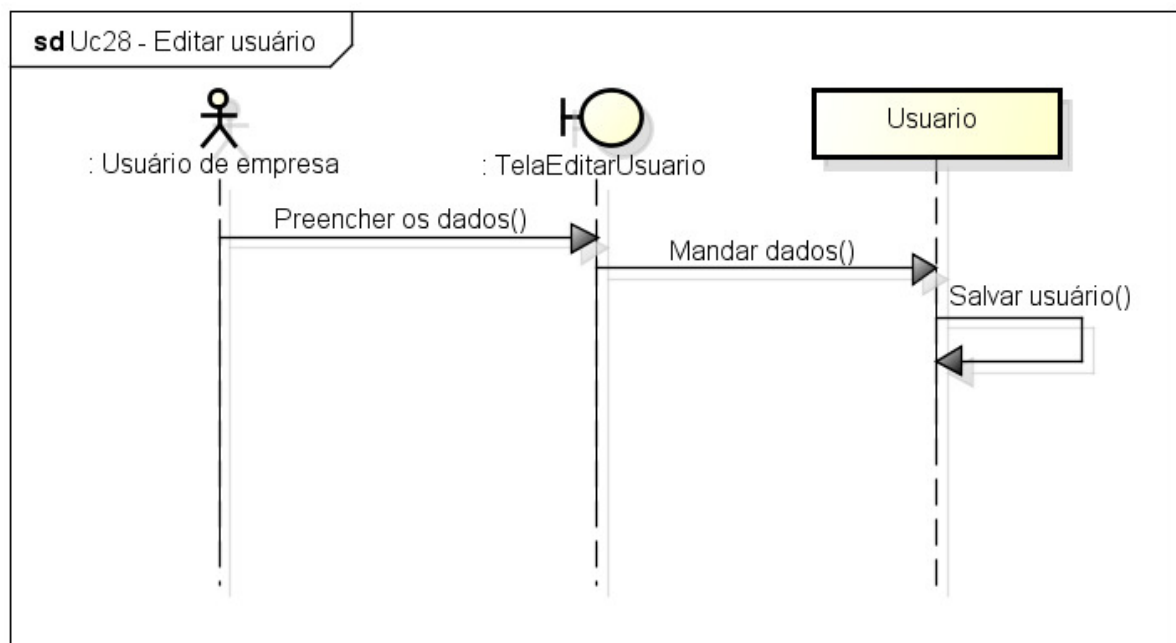 sd Uc28 - Editar usuário
: Usuário de empresa
: TelaEditarUsuario
Usuario
Preencher os dados()
Mandar dados()
Salvar usuário()